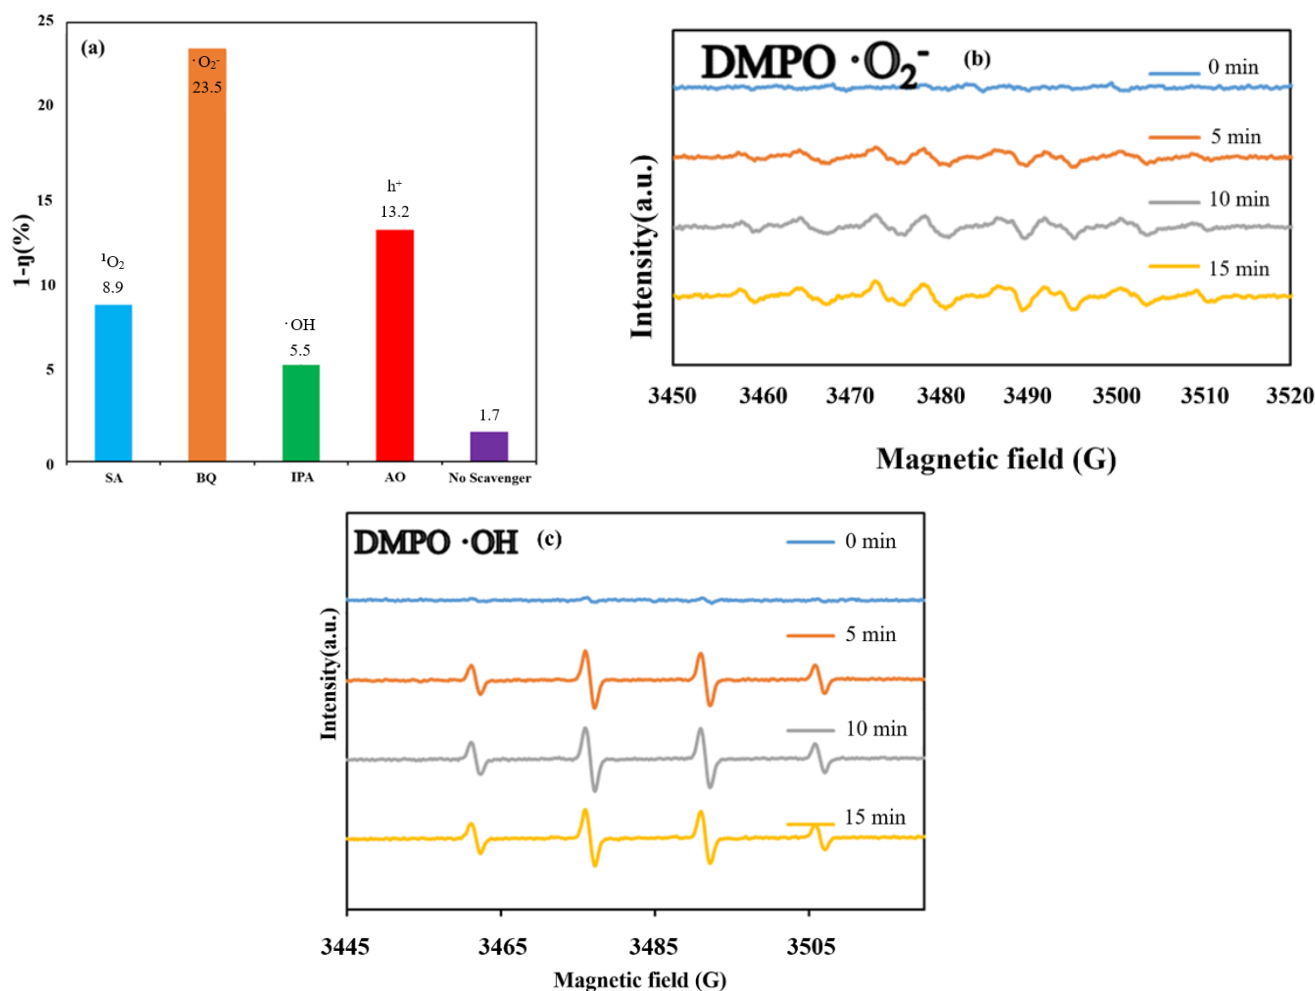 (a)
25
20
15
10
5
0
1-η(%)
¹O₂
8.9
·O₂⁻
23.5
·OH
5.5
h⁺
13.2
1.7
SA BQ IPA AO No Scavenger
DMPO ·O₂⁻ (b)
0 min
5 min
10 min
15 min
Intensity(a.u.)
3450 3460 3470 3480 3490 3500 3510 3520
Magnetic field (G)
DMPO ·OH (c)
0 min
5 min
10 min
15 min
Intensity(a.u.)
3445 3465 3485 3505
Magnetic field (G)